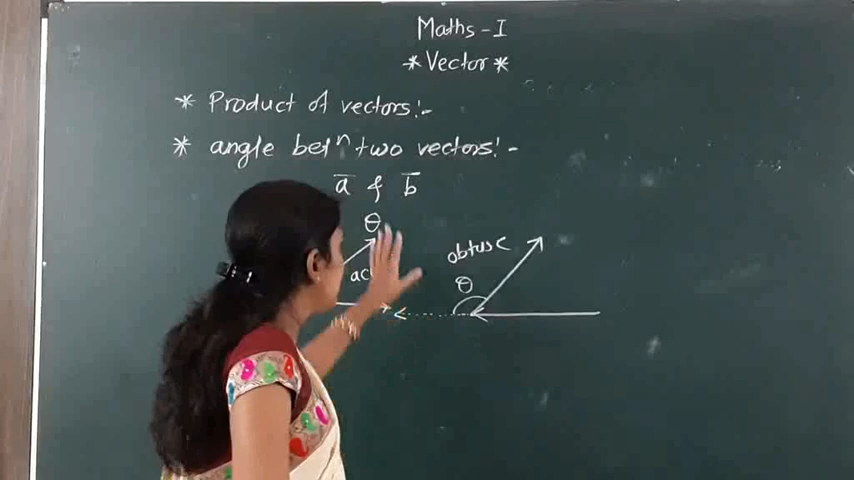 Maths - I
* Vector *
* Product of vectors:-
* angle betⁿ two vectors:-
a̅ & b̅
θ
obtuse
θ